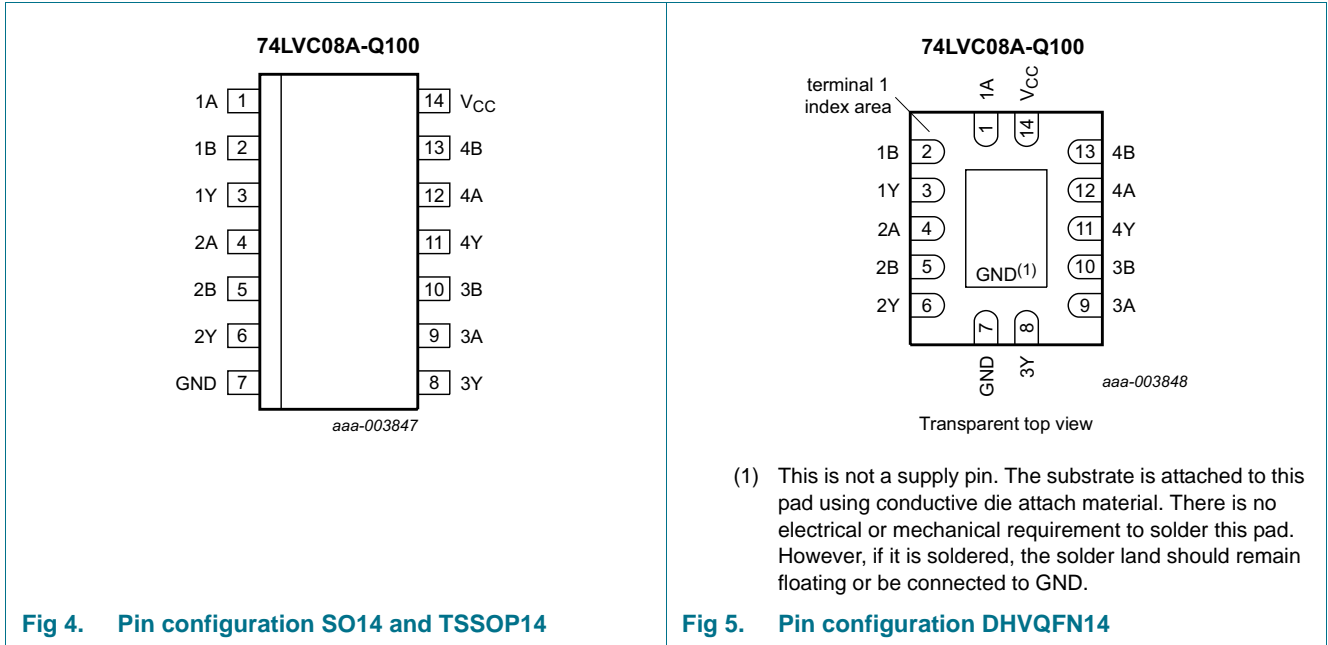 74LVC08A-Q100
1A 1 14 VCC
1B 2 13 4B
1Y 3 12 4A
2A 4 11 4Y
2B 5 10 3B
2Y 6 9 3A
GND 7 8 3Y
aaa-003847
Fig 4. Pin configuration SO14 and TSSOP14
74LVC08A-Q100
terminal 1
index area
1A VCC
1 14
1B 2 13 4B
1Y 3 12 4A
2A 4 11 4Y
2B 5 10 3B
GND(1)
2Y 6 9 3A
7 8
GND 3Y
aaa-003848
Transparent top view
(1) This is not a supply pin. The substrate is attached to this
pad using conductive die attach material. There is no
electrical or mechanical requirement to solder this pad.
However, if it is soldered, the solder land should remain
floating or be connected to GND.
Fig 5. Pin configuration DHVQFN14